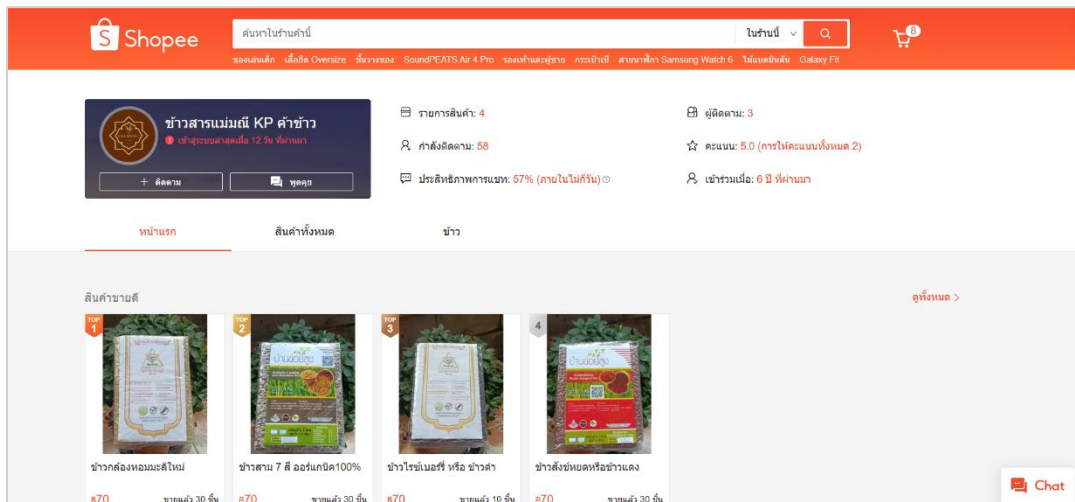 Shopee
ค้นหาในร้านค้านี้
ในร้านนี้
8
ของเล่นเด็ก เสื้อยืด Oversize ชั้นวางของ SoundPEATS Air 4 Pro รองเท้าแตะผู้ชาย กระเป๋าเป้ สายนาฬิกา Samsung Watch 6 ไม้แบดมินตัน Galaxy Fit
ข้าวสารแม่มณี KP ค้าข้าว
เข้าสู่ระบบล่าสุดเมื่อ 12 วัน ที่ผ่านมา
+ ติดตาม
พูดคุย
รายการสินค้า: 4
ผู้ติดตาม: 3
กำลังติดตาม: 58
คะแนน: 5.0 (การให้คะแนนทั้งหมด 2)
ประสิทธิภาพการแชท: 57% (ภายในไม่กี่วัน)
เข้าร่วมเมื่อ: 6 ปี ที่ผ่านมา
หน้าแรก
สินค้าทั้งหมด
ข้าว
สินค้าขายดี
ดูทั้งหมด >
TOP 1
TOP 2
TOP 3
4
ข้าวกล้องหอมมะลิใหม่
ข้าวสาม 7 สี ออร์แกนิค100%
ข้าวไรซ์เบอร์รี่ หรือ ข้าวดำ
ข้าวสังข์หยดหรือข้าวแดง
฿70 ขายแล้ว 30 ชิ้น
฿70 ขายแล้ว 30 ชิ้น
฿70 ขายแล้ว 10 ชิ้น
฿70 ขายแล้ว 30 ชิ้น
Chat